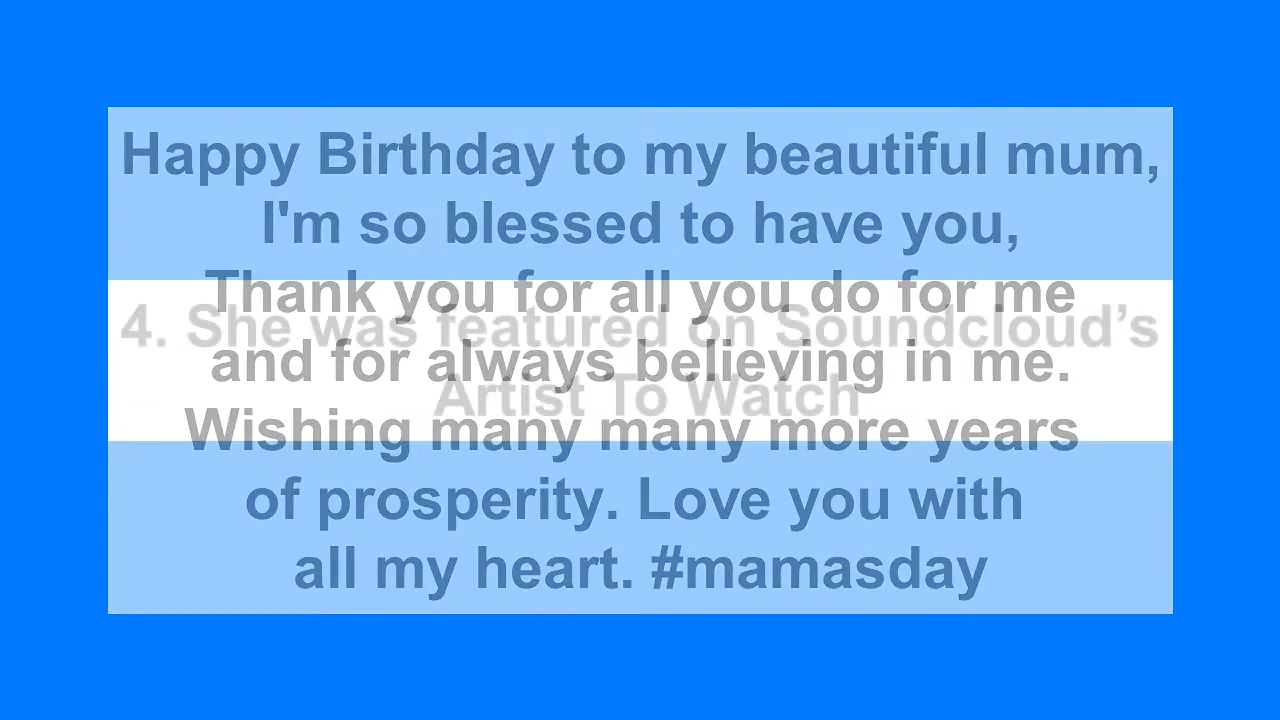 Happy Birthday to my beautiful mum,
I'm so blessed to have you,
Thank you for all you do for me
4. She was featured on Soundcloud’s
and for always believing in me.
Artist To Watch
Wishing many many more years
of prosperity. Love you with
all my heart. #mamasday